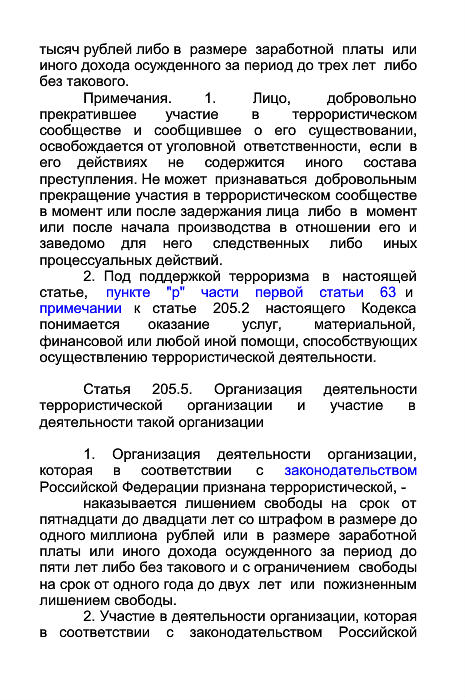 тысяч рублей либо в размере заработной платы или
иного дохода осужденного за период до трех лет либо
без такового.
Примечания. 1. Лицо, добровольно
прекратившее участие в террористическом
сообществе и сообщившее о его существовании,
освобождается от уголовной ответственности, если в
его действиях не содержится иного состава
преступления. Не может признаваться добровольным
прекращение участия в террористическом сообществе
в момент или после задержания лица либо в момент
или после начала производства в отношении его и
заведомо для него следственных либо иных
процессуальных действий.
2. Под поддержкой терроризма в настоящей
статье, пункте "р" части первой статьи 63 и
примечании к статье 205.2 настоящего Кодекса
понимается оказание услуг, материальной,
финансовой или любой иной помощи, способствующих
осуществлению террористической деятельности.
Статья 205.5. Организация деятельности
террористической организации и участие в
деятельности такой организации
1. Организация деятельности организации,
которая в соответствии с законодательством
Российской Федерации признана террористической, -
наказывается лишением свободы на срок от
пятнадцати до двадцати лет со штрафом в размере до
одного миллиона рублей или в размере заработной
платы или иного дохода осужденного за период до
пяти лет либо без такового и с ограничением свободы
на срок от одного года до двух лет или пожизненным
лишением свободы.
2. Участие в деятельности организации, которая
в соответствии с законодательством Российской